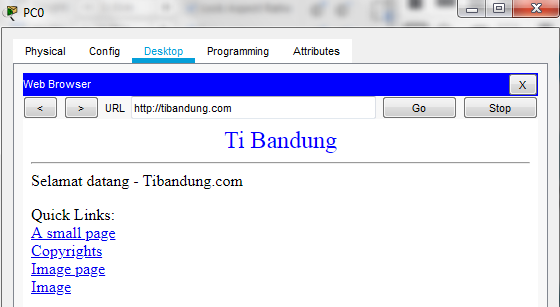 PC0
Physical Config Desktop Programming Attributes
Web Browser X
< > URL http://tibandung.com Go Stop
Ti Bandung
Selamat datang - Tibandung.com
Quick Links:
A small page
Copyrights
Image page
Image